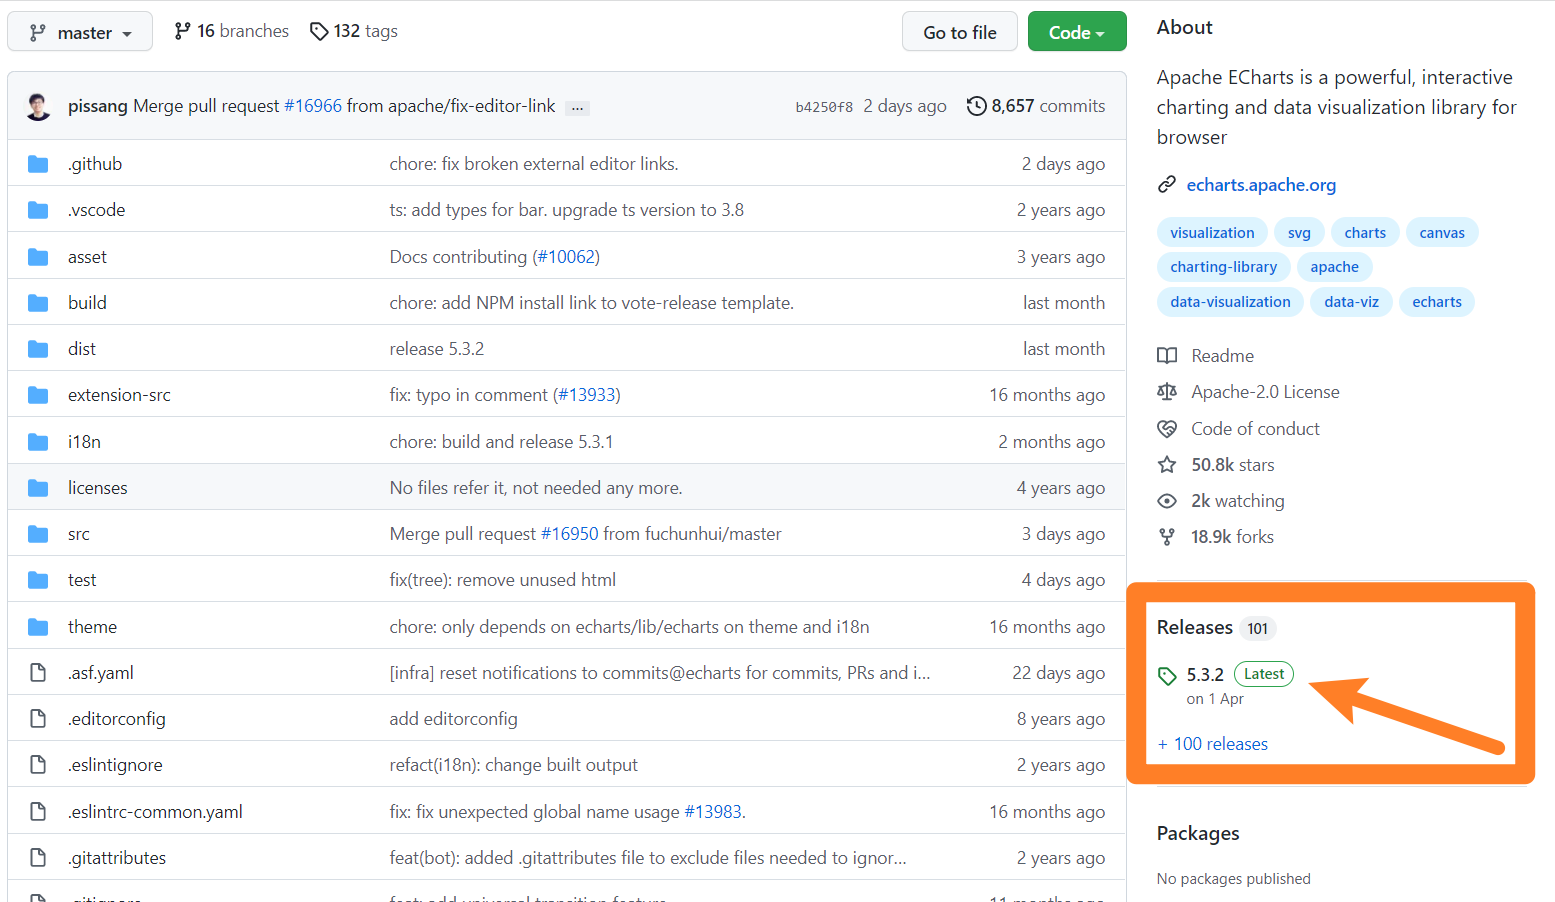 master
16 branches
132 tags
Go to file
Code
pissang Merge pull request #16966 from apache/fix-editor-link ...
b4250f8 2 days ago
8,657 commits
.github chore: fix broken external editor links. 2 days ago
.vscode ts: add types for bar. upgrade ts version to 3.8 2 years ago
asset Docs contributing (#10062) 3 years ago
build chore: add NPM install link to vote-release template. last month
dist release 5.3.2 last month
extension-src fix: typo in comment (#13933) 16 months ago
i18n chore: build and release 5.3.1 2 months ago
licenses No files refer it, not needed any more. 4 years ago
src Merge pull request #16950 from fuchunhui/master 3 days ago
test fix(tree): remove unused html 4 days ago
theme chore: only depends on echarts/lib/echarts on theme and i18n 16 months ago
.asf.yaml [infra] reset notifications to commits@echarts for commits, PRs and i... 22 days ago
.editorconfig add editorconfig 8 years ago
.eslintignore refact(i18n): change built output 2 years ago
.eslintrc-common.yaml fix: fix unexpected global name usage #13983. 16 months ago
.gitattributes feat(bot): added .gitattributes file to exclude files needed to ignor... 2 years ago
.gitignore feat: add universal transition feature 11 months ago
About
Apache ECharts is a powerful, interactive
charting and data visualization library for
browser
echarts.apache.org
visualization svg charts canvas
charting-library apache
data-visualization data-viz echarts
Readme
Apache-2.0 License
Code of conduct
50.8k stars
2k watching
18.9k forks
Releases 101
5.3.2 Latest
on 1 Apr
+ 100 releases
Packages
No packages published